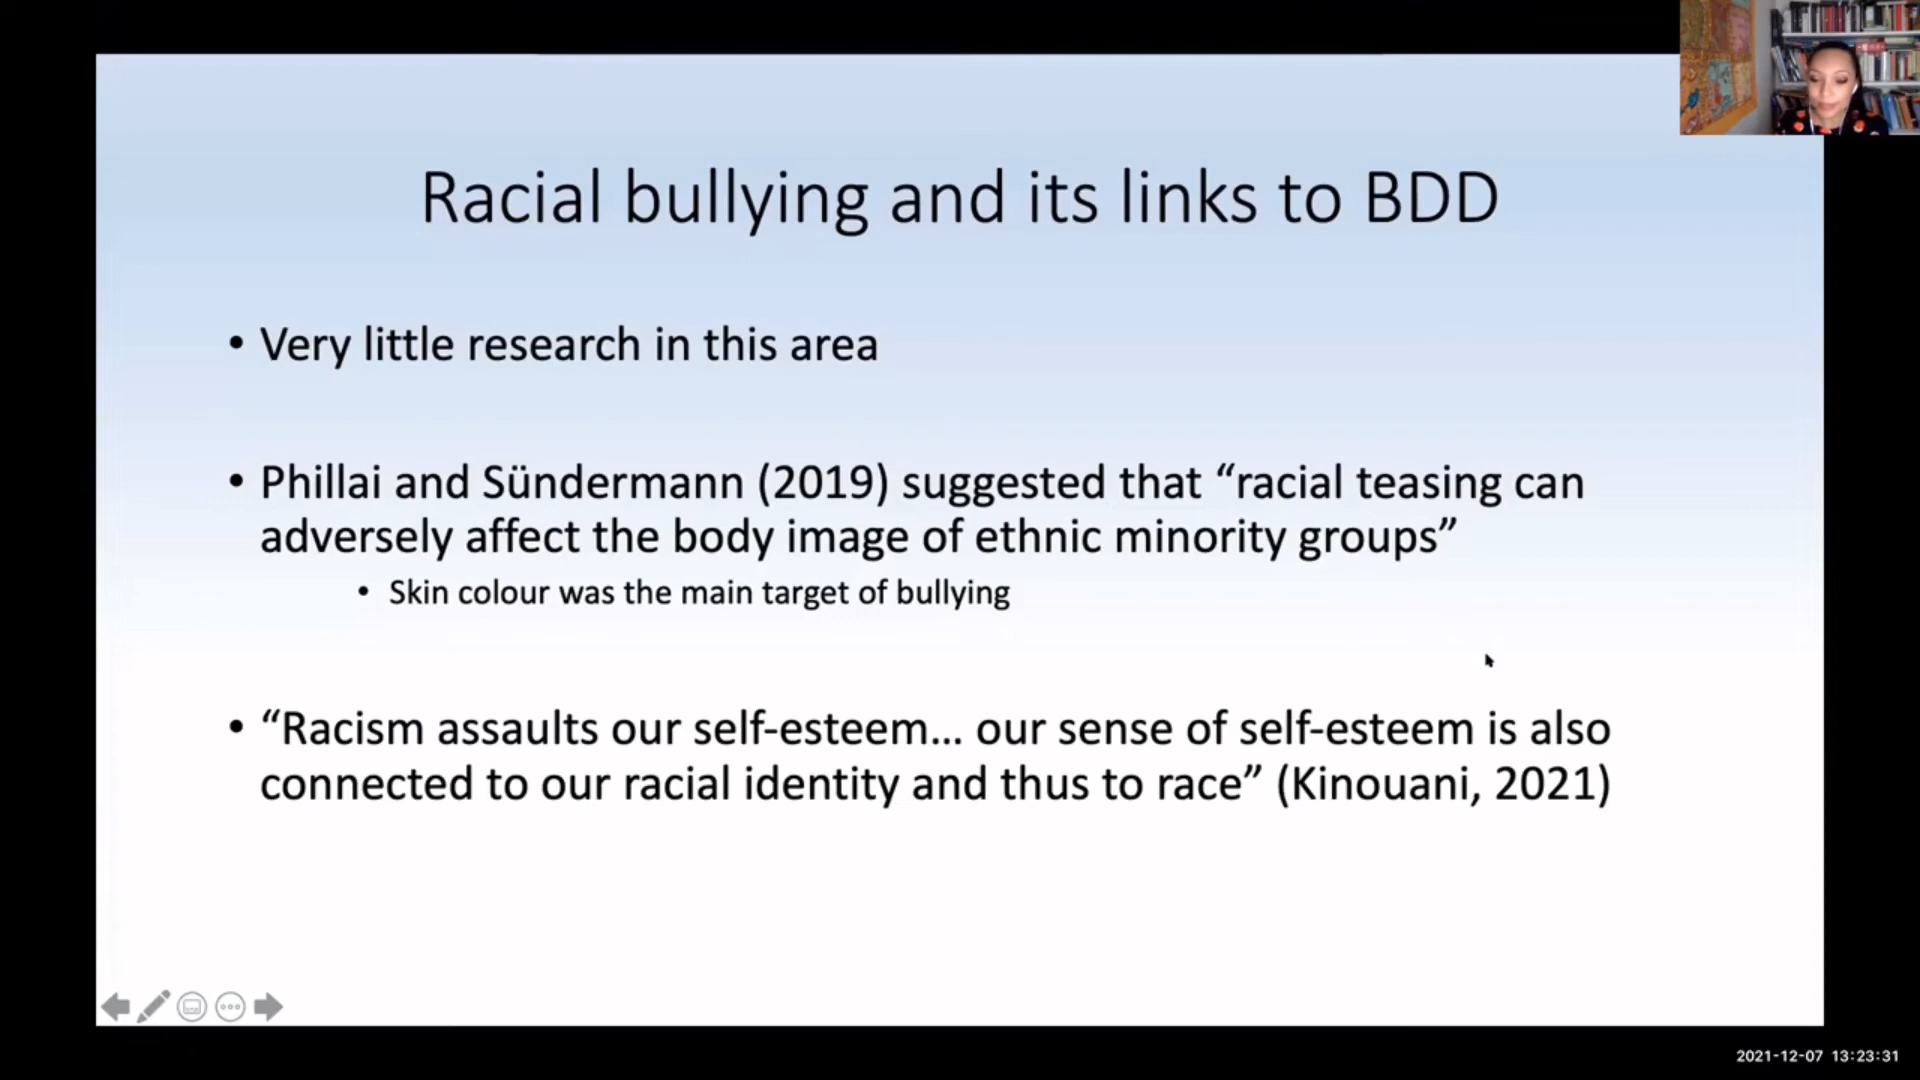 Racial bullying and its links to BDD
• Very little research in this area
• Phillai and Sündermann (2019) suggested that “racial teasing can
adversely affect the body image of ethnic minority groups”
• Skin colour was the main target of bullying
• “Racism assaults our self-esteem... our sense of self-esteem is also
connected to our racial identity and thus to race” (Kinouani, 2021)
2021-12-07 13:23:31